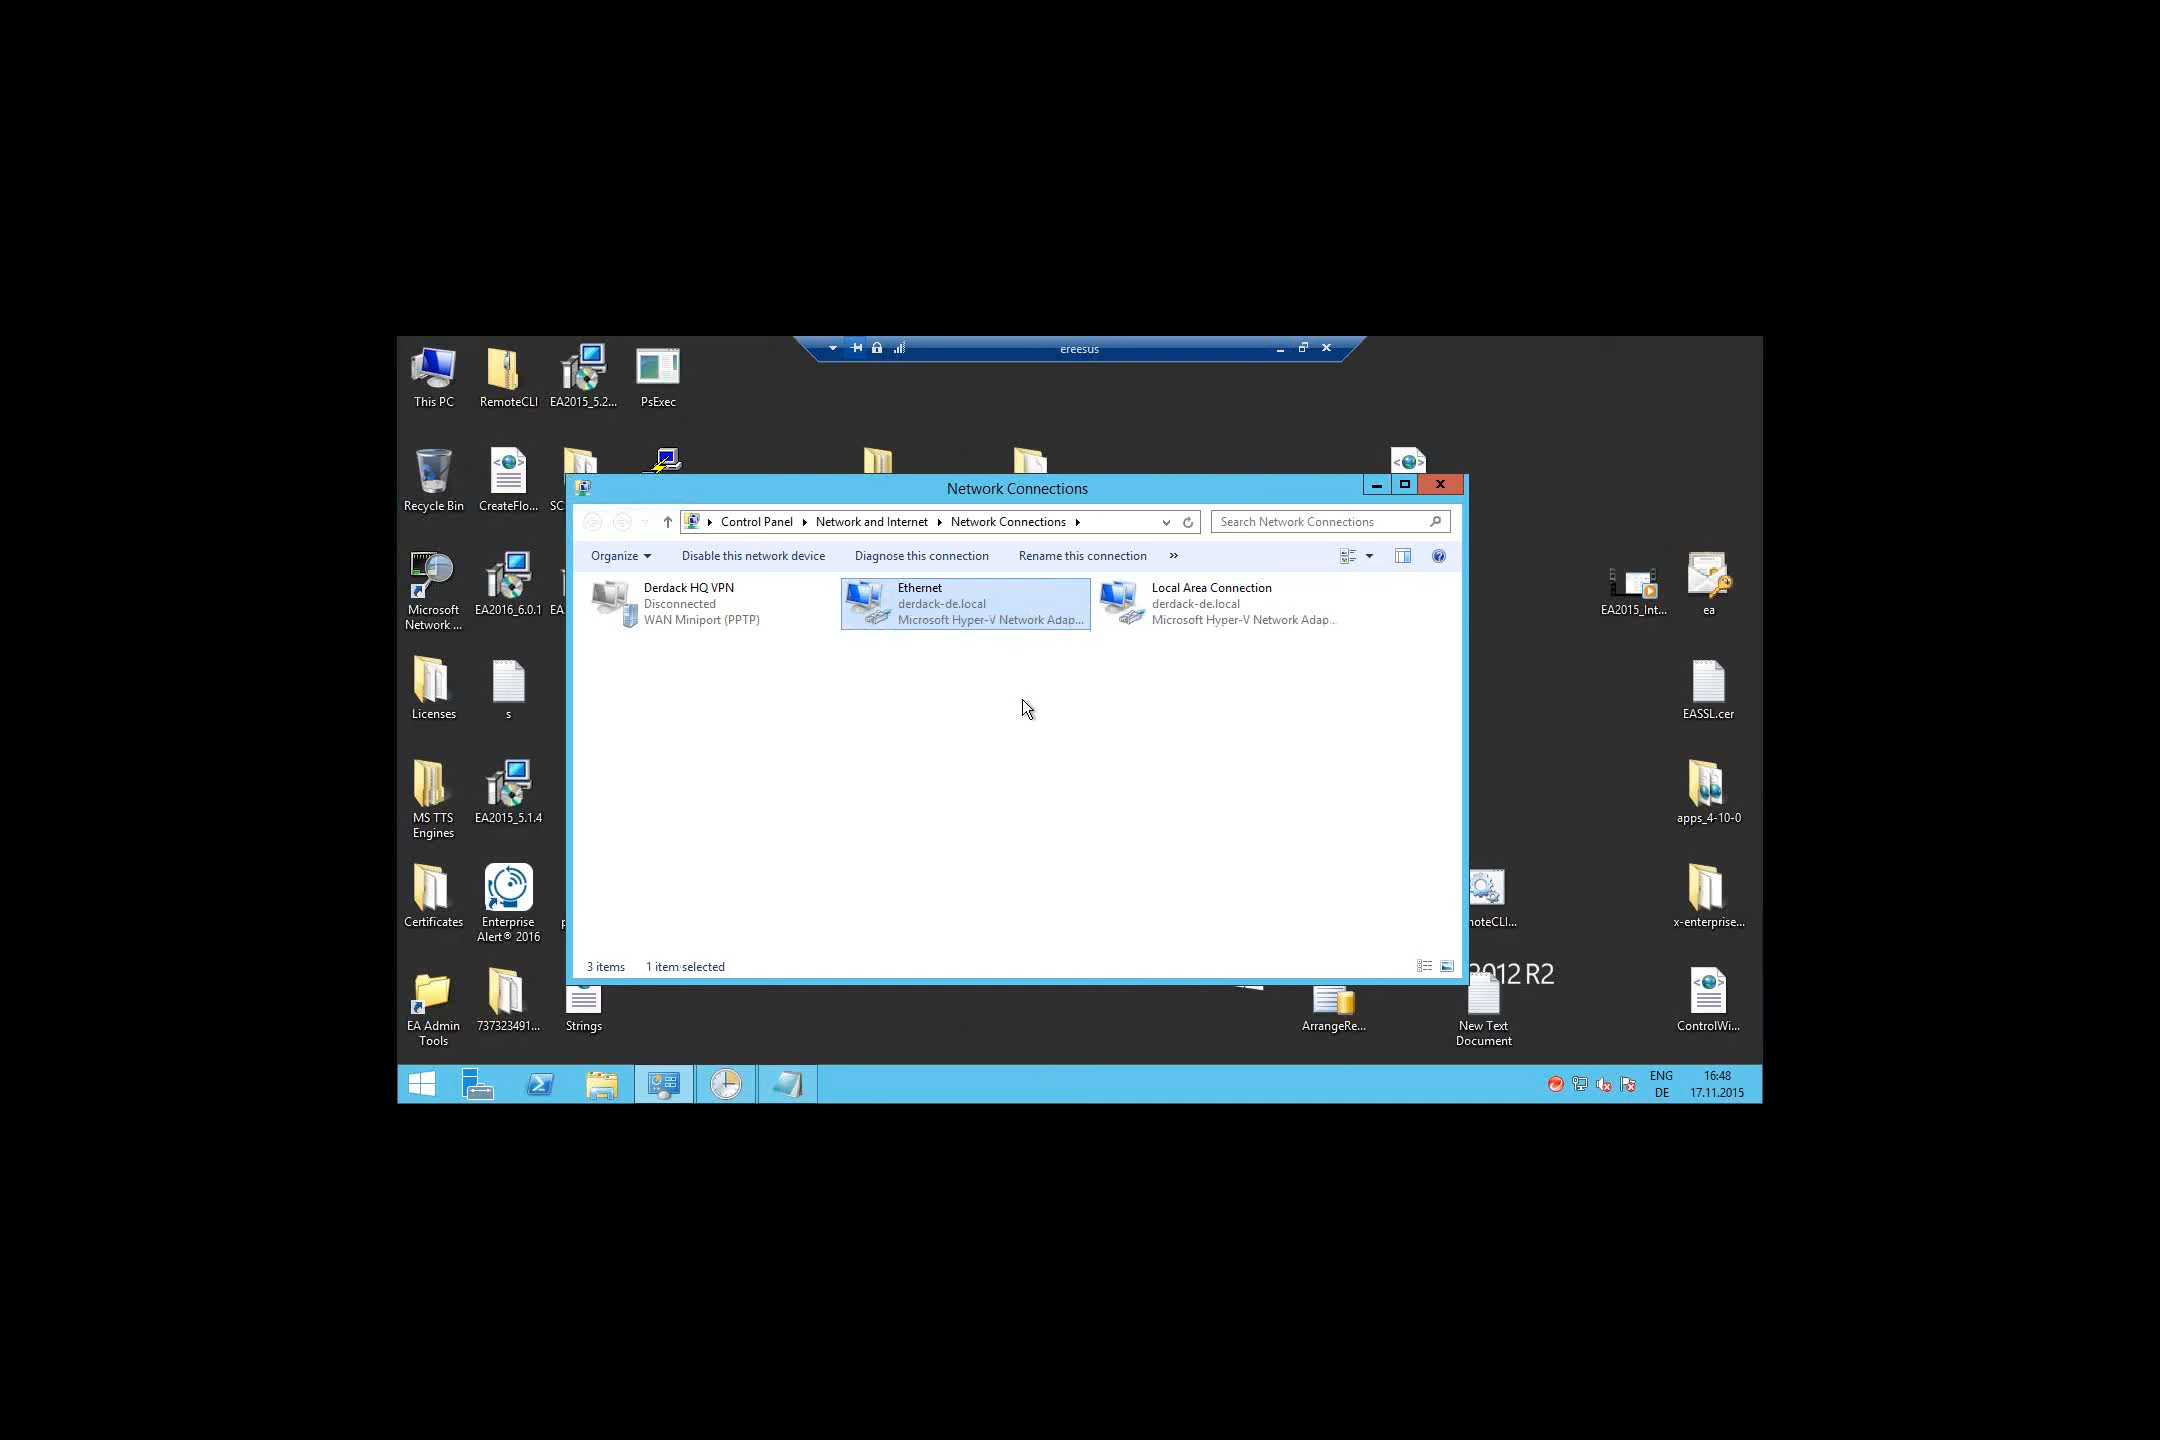 ereesus
This PC
RemoteCLI
EA2015_5.2...
PsExec
Recycle Bin
CreateFlo...
SC
Network Connections
Control Panel
Network and Internet
Network Connections
Search Network Connections
Organize
Disable this network device
Diagnose this connection
Rename this connection
»
Derdack HQ VPN
Disconnected
WAN Miniport (PPTP)
Ethernet
derdack-de.local
Microsoft Hyper-V Network Adap...
Local Area Connection
derdack-de.local
Microsoft Hyper-V Network Adap...
Microsoft
Network ...
EA2016_6.0.1
EA
EA2015_Int...
ea
Licenses
s
EASSL.cer
MS TTS
Engines
EA2015_5.1.4
apps_4-10-0
Certificates
Enterprise
Alert® 2016
p
noteCLI...
x-enterprise...
3 items
1 item selected
2012 R2
EA Admin
Tools
737323491...
Strings
ArrangeRe...
New Text
Document
ControlWi...
ENG
DE
16:48
17.11.2015